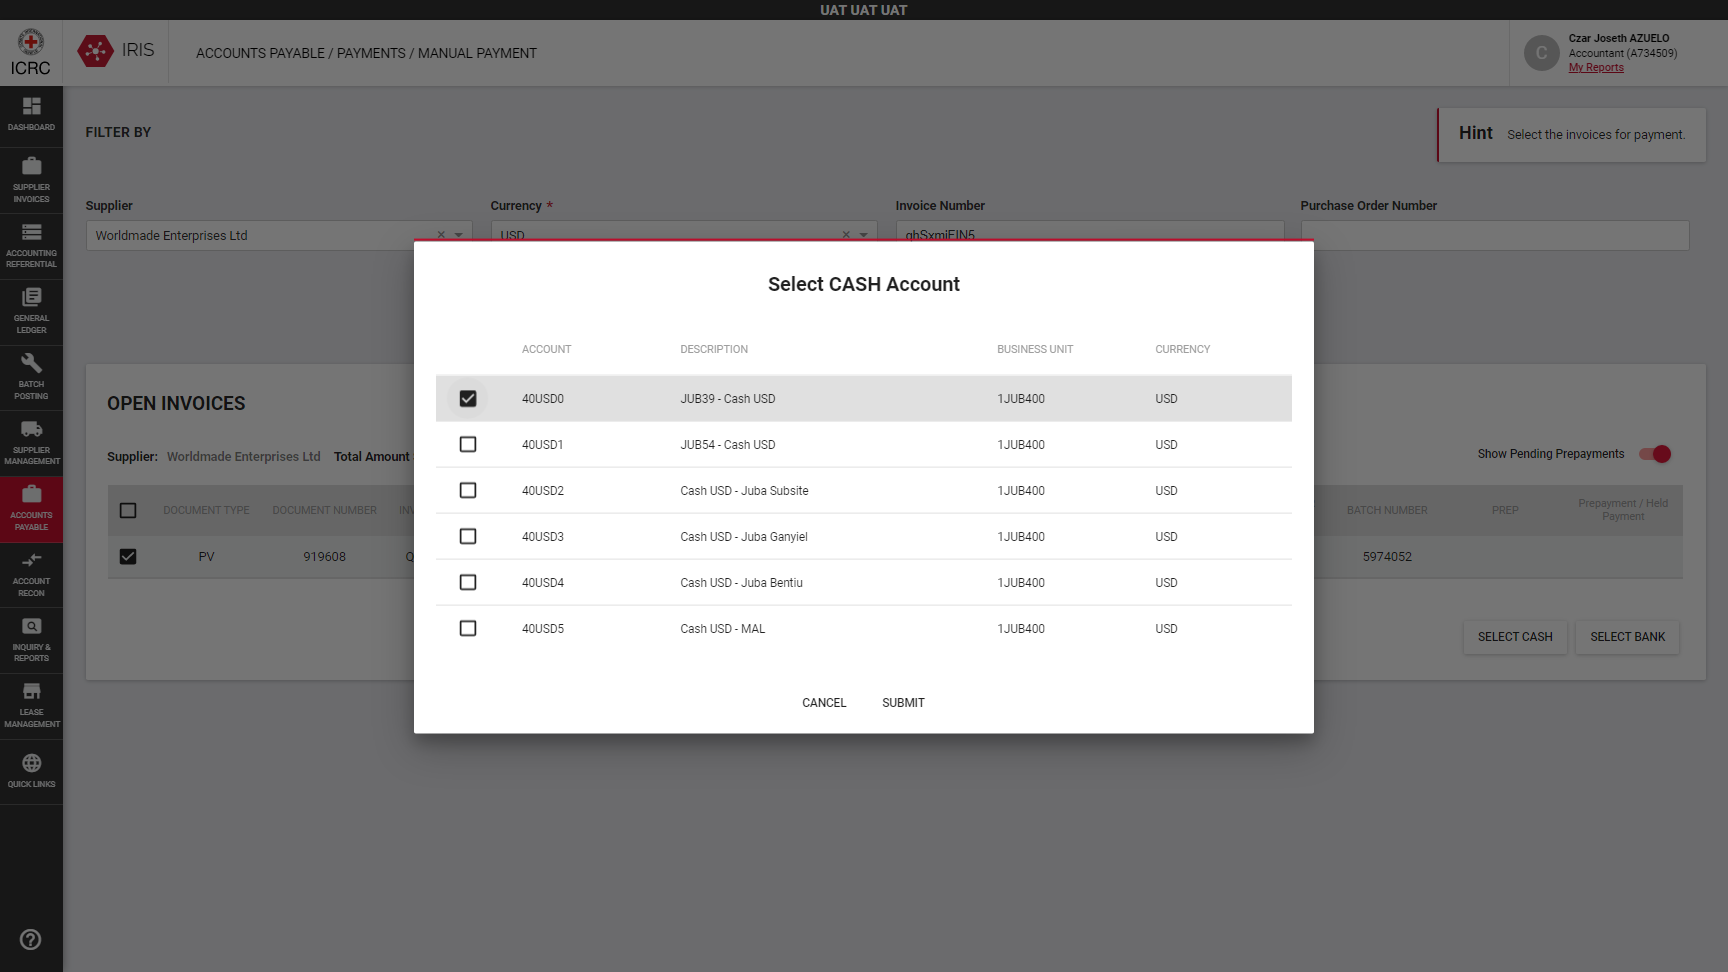 UAT UAT UAT
ICRC
IRIS
ACCOUNTS PAYABLE / PAYMENTS / MANUAL PAYMENT
C
Czar Joseth AZUELO
Accountant (A734509)
My Reports
DASHBOARD
SUPPLIER
INVOICES
ACCOUNTING
REFERENTIAL
GENERAL
LEDGER
BATCH
POSTING
SUPPLIER
MANAGEMENT
ACCOUNTS
PAYABLE
ACCOUNT
RECON
INQUIRY &
REPORTS
LEASE
MANAGEMENT
QUICK LINKS
FILTER BY
Hint Select the invoices for payment.
Supplier Currency * Invoice Number Purchase Order Number
Worldmade Enterprises Ltd USD
Select CASH Account
ACCOUNT DESCRIPTION BUSINESS UNIT CURRENCY
40USD0 JUB39 - Cash USD 1JUB400 USD
40USD1 JUB54 - Cash USD 1JUB400 USD
40USD2 Cash USD - Juba Subsite 1JUB400 USD
40USD3 Cash USD - Juba Ganyiel 1JUB400 USD
40USD4 Cash USD - Juba Bentiu 1JUB400 USD
40USD5 Cash USD - MAL 1JUB400 USD
CANCEL SUBMIT
OPEN INVOICES
Supplier: Worldmade Enterprises Ltd Total Amount
Show Pending Prepayments
DOCUMENT TYPE DOCUMENT NUMBER INV BATCH NUMBER PREP Prepayment / Held
Payment
PV 919608 5974052
SELECT CASH SELECT BANK